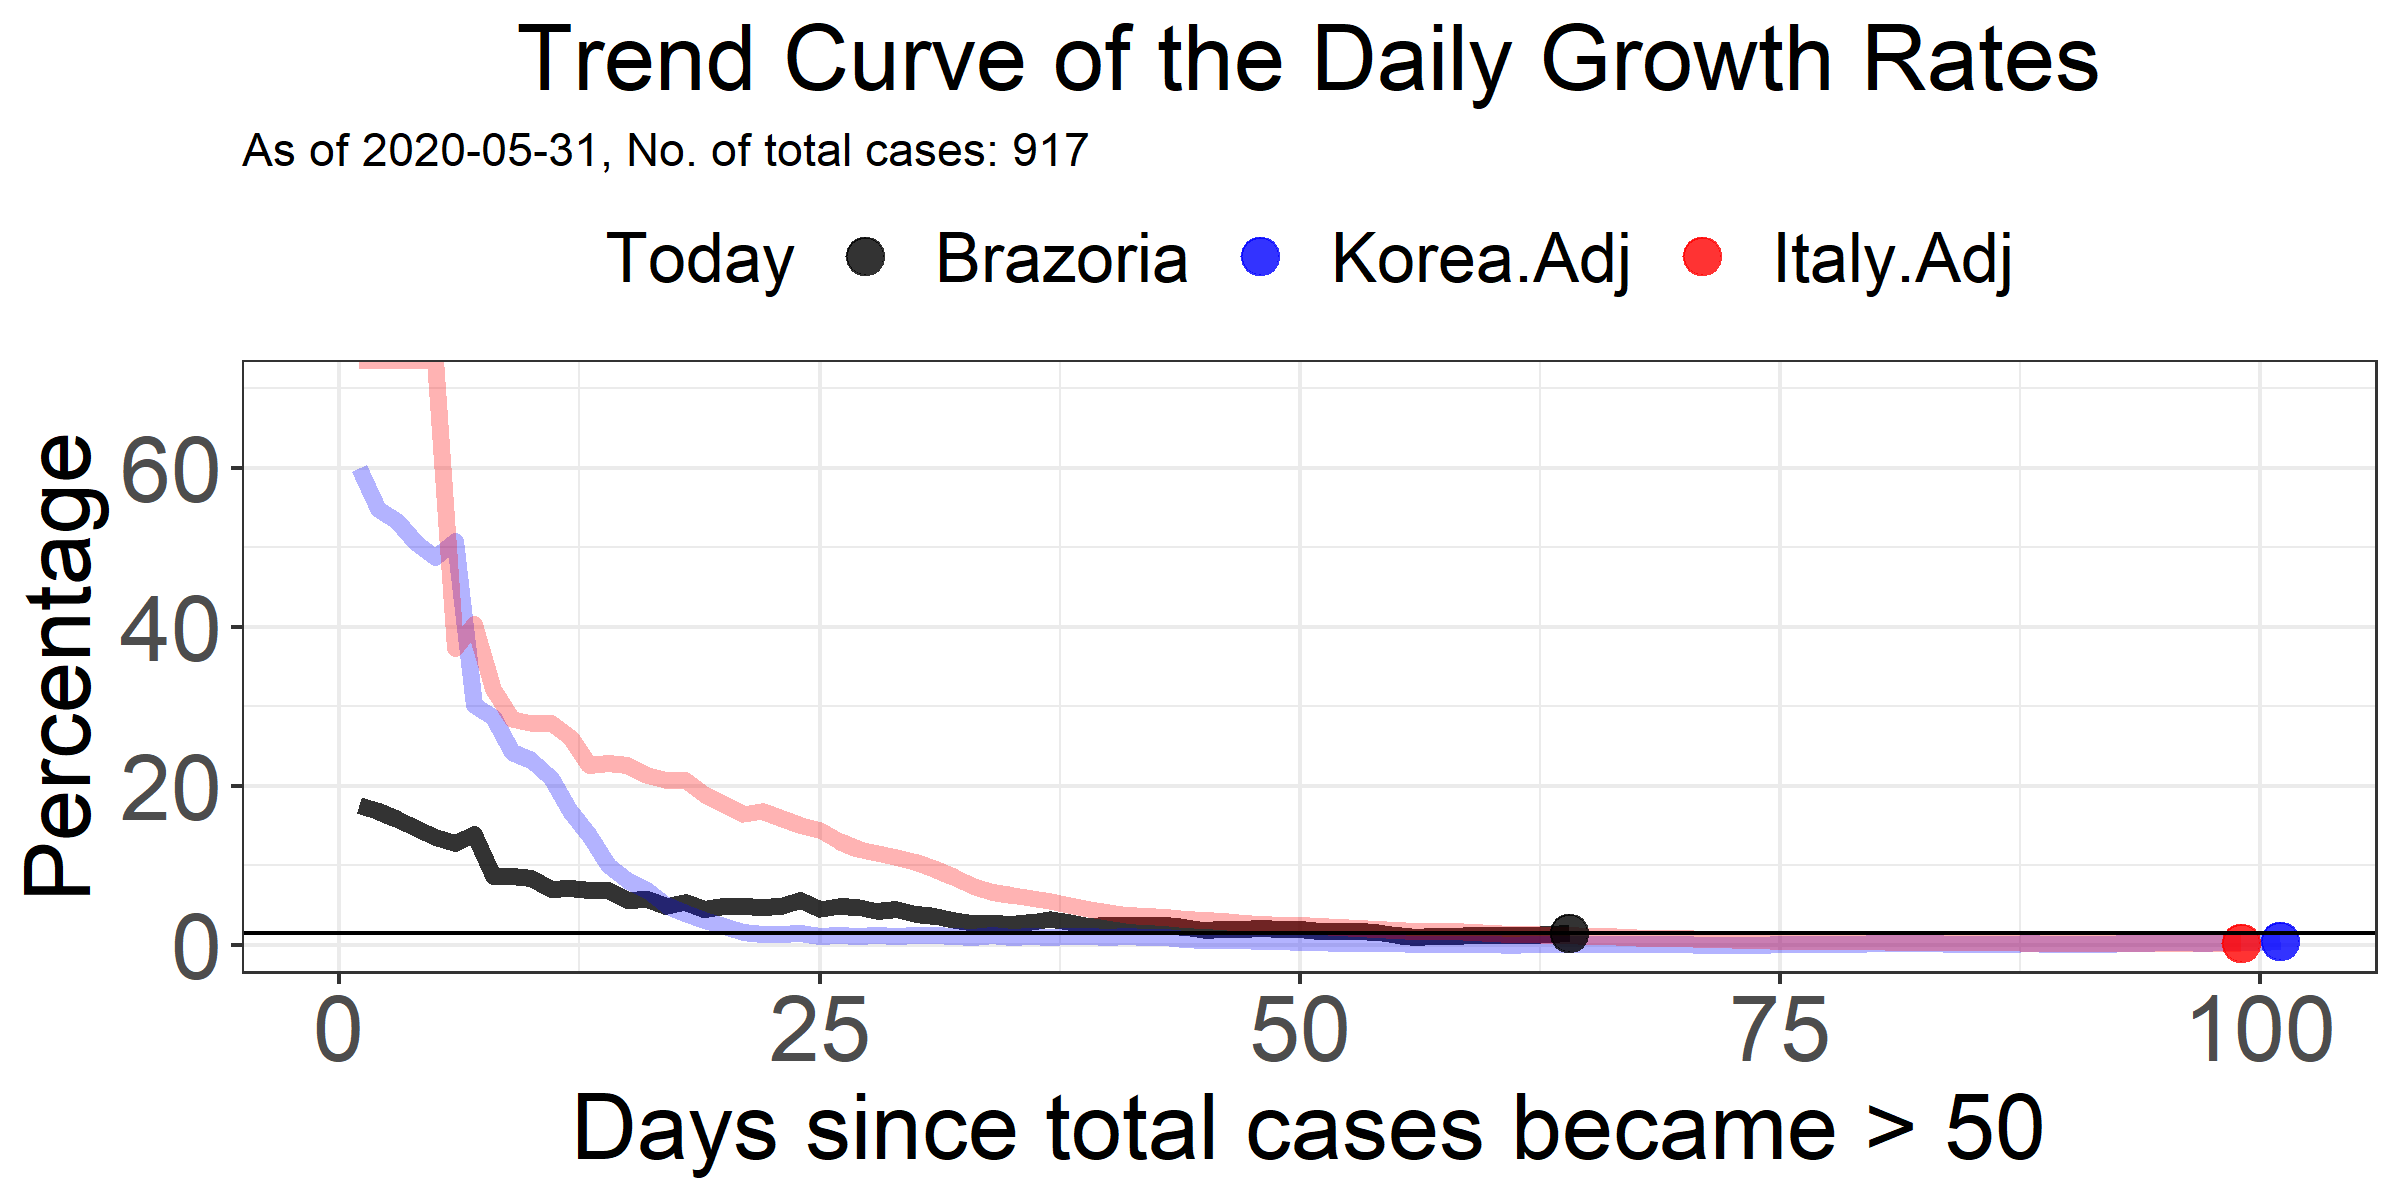 Trend Curve of the Daily Growth Rates
As of 2020-05-31, No. of total cases: 917
Today Brazoria Korea.Adj Italy.Adj
Percentage
60
40
20
0
0 25 50 75 100
Days since total cases became > 50